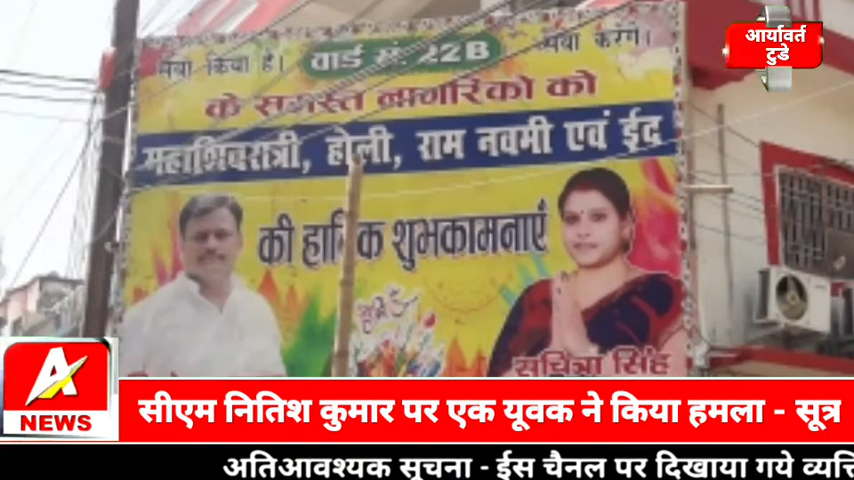 सेवा किया है। वार्ड सं. 22B सेवा करेंगे।
के समस्त नागरिको को
महाशिवरात्री, होली, राम नवमी एवं ईद
की हार्दिक शुभकामनाएं
होली है
सुचित्रा सिंह
आर्यावर्त
टुडे
A
NEWS
सीएम नितिश कुमार पर एक यूवक ने किया हमला - सूत्र
अतिआवश्यक सूचना - ईस चैनल पर दिखाया गये व्यक्ति